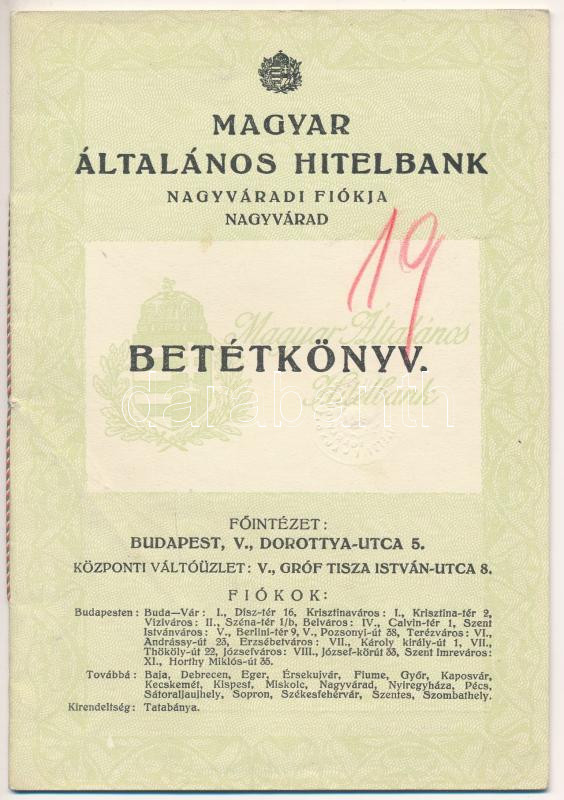 MAGYAR
ÁLTALÁNOS HITELBANK
NAGYVÁRADI FIÓKJA
NAGYVÁRAD
19
Magyar Általános
BETÉTKÖNYV.
Hitelbank
darabanth
FŐINTÉZET:
BUDAPEST, V., DOROTTYA-UTCA 5.
KÖZPONTI VÁLTÓÜZLET: V., GRÓF TISZA ISTVÁN-UTCA 8.
FIÓKOK:
Budapesten: Buda—Vár: I., Disz-tér 16, Krisztinaváros: I., Krisztina-tér 2,
Viziváros: II., Széna-tér 1/b, Belváros: IV., Calvin-tér 1, Szent
Istvánváros: V., Berlini-tér 9, V., Pozsonyi-út 38, Terézváros: VI.,
Andrássy-út 23, Erzsébetváros: VII., Károly király-út 1, VII.,
Thököly-út 22, Józsefváros: VIII., József-körút 33, Szent Imreváros:
XI., Horthy Miklós-út 35.
Továbbá: Baja, Debrecen, Eger, Érsekujvár, Fiume, Győr, Kaposvár,
Kecskemét, Kispest, Miskolc, Nagyvárad, Nyiregyháza, Pécs,
Sátoraljaujhely, Sopron, Székesfehérvár, Szentes, Szombathely.
Kirendeltség: Tatabánya.